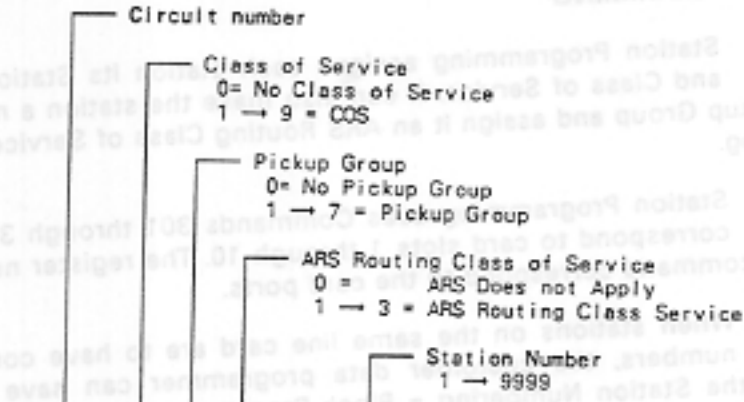 Circuit number
Class of Service
0= No Class of Service
1 → 9 = COS
Pickup Group
0= No Pickup Group
1 → 7 = Pickup Group
ARS Routing Class of Service
0 = ARS Does not Apply
1 → 3 = ARS Routing Class Service
Station Number
1 → 9999